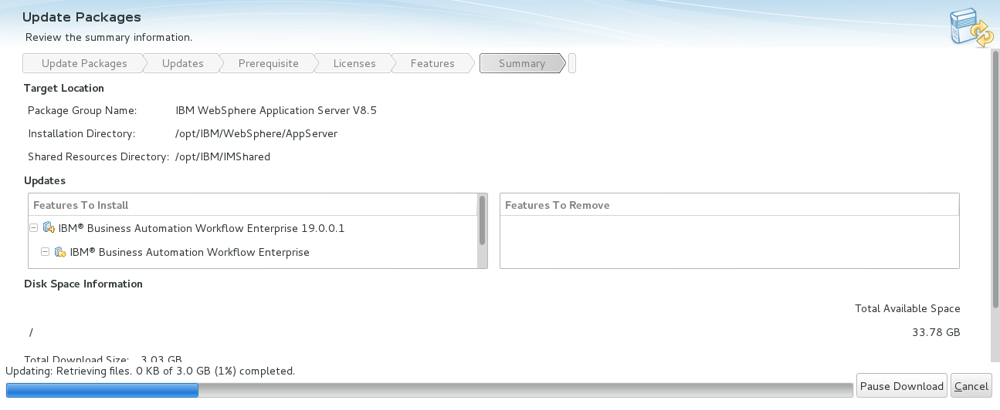 Update Packages
Review the summary information.
Update Packages Updates Prerequisite Licenses Features Summary
Target Location
Package Group Name: IBM WebSphere Application Server V8.5
Installation Directory: /opt/IBM/WebSphere/AppServer
Shared Resources Directory: /opt/IBM/IMShared
Updates
Features To Install Features To Remove
IBM® Business Automation Workflow Enterprise 19.0.0.1
IBM® Business Automation Workflow Enterprise
Disk Space Information
Total Available Space
/ 33.78 GB
Total Download Size: 3.03 GB
Updating: Retrieving files. 0 KB of 3.0 GB (1%) completed.
Pause Download Cancel